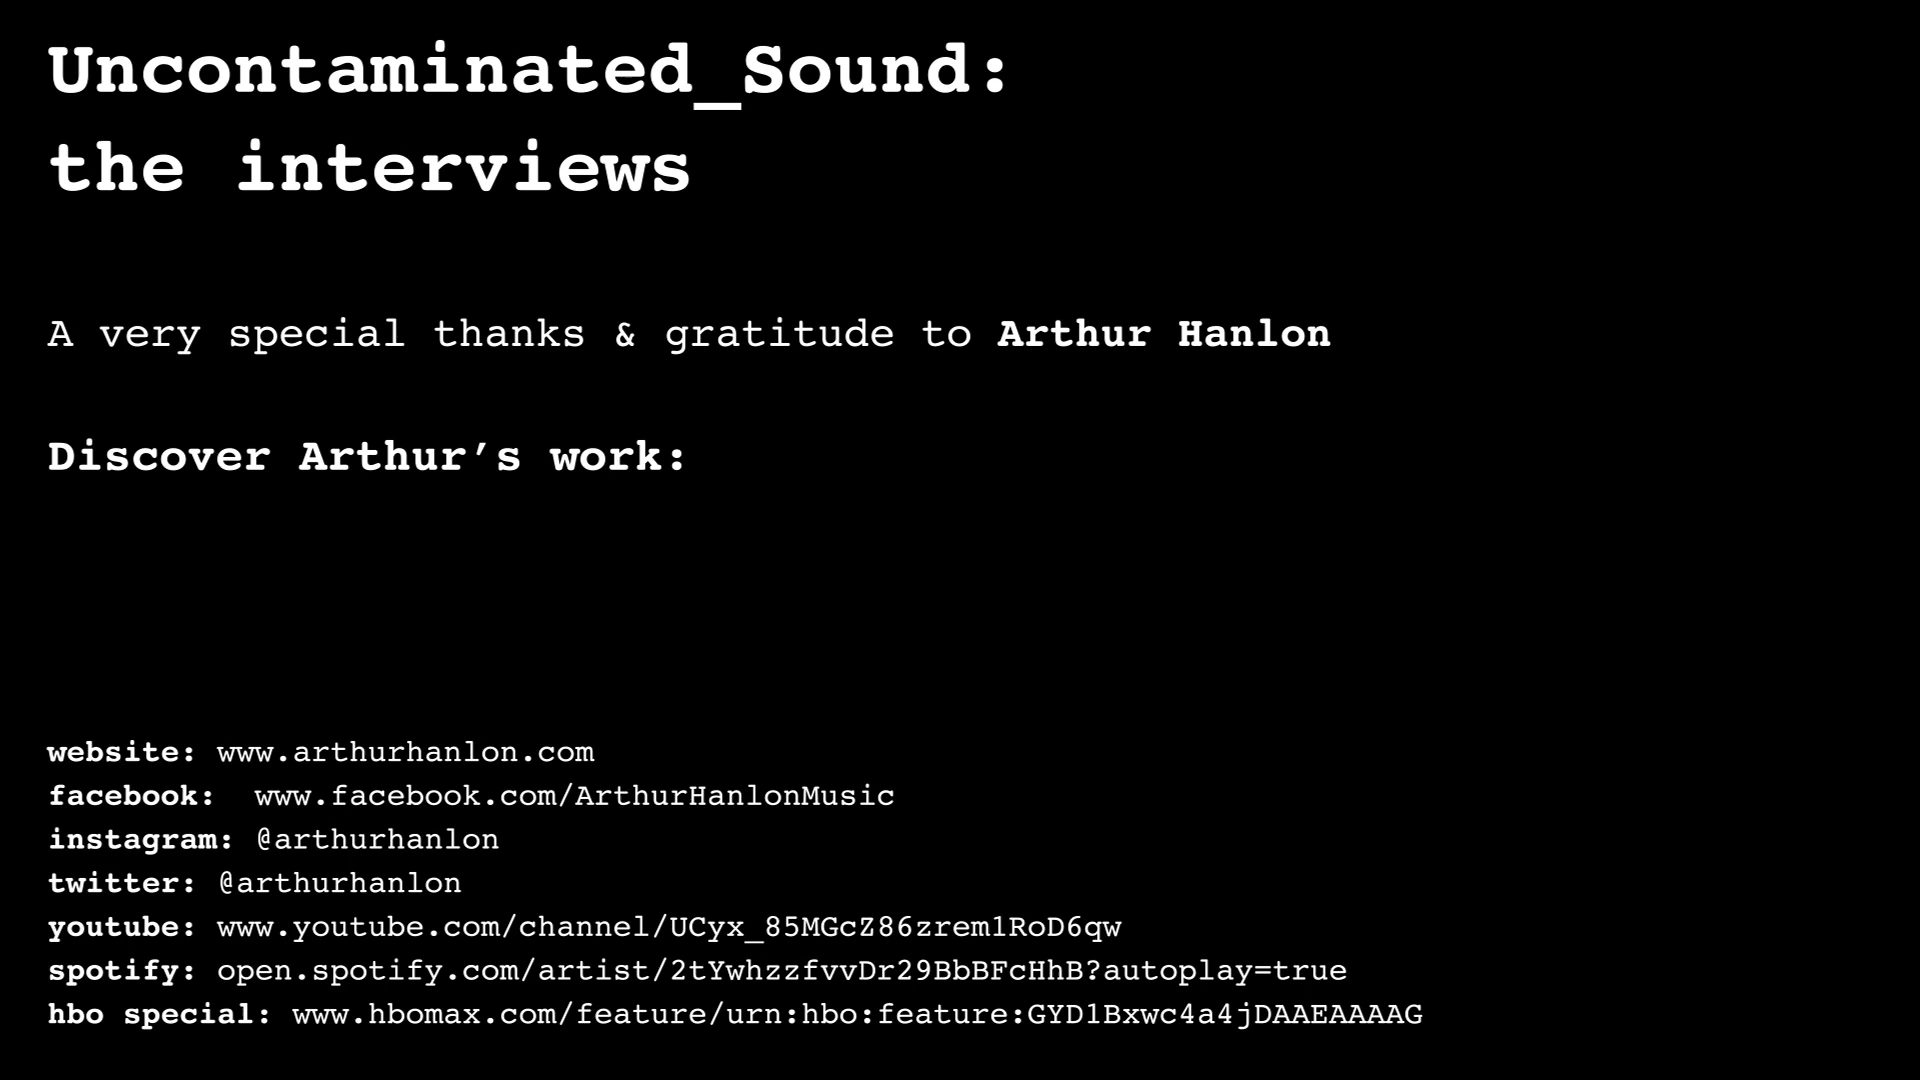 Uncontaminated_Sound:
the interviews
A very special thanks & gratitude to Arthur Hanlon
Discover Arthur’s work:
website: www.arthurhanlon.com
facebook:  www.facebook.com/ArthurHanlonMusic
instagram: @arthurhanlon
twitter: @arthurhanlon
youtube: www.youtube.com/channel/UCyx_85MGcZ86zrem1RoD6qw
spotify: open.spotify.com/artist/2tYwhzzfvvDr29BbBFcHhB?autoplay=true
hbo special: www.hbomax.com/feature/urn:hbo:feature:GYD1Bxwc4a4jDAAEAAAAG